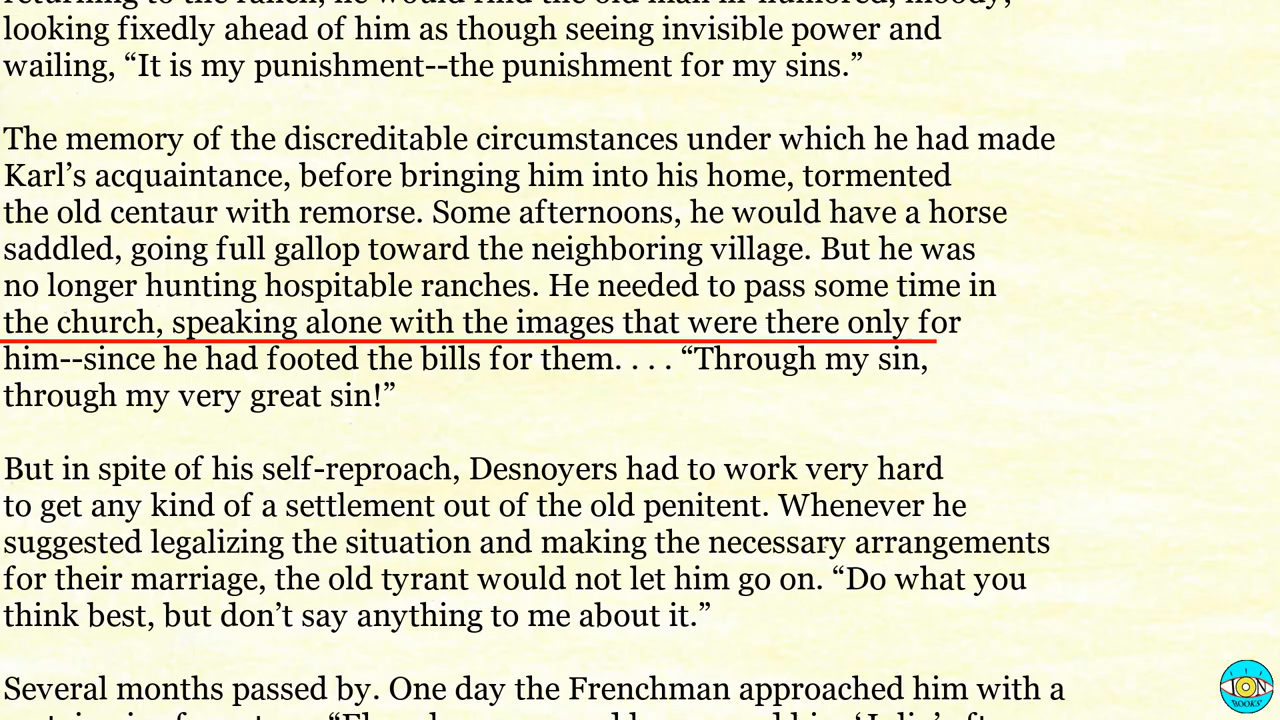 looking fixedly ahead of him as though seeing invisible power and
wailing, “It is my punishment--the punishment for my sins.”
The memory of the discreditable circumstances under which he had made
Karl’s acquaintance, before bringing him into his home, tormented
the old centaur with remorse. Some afternoons, he would have a horse
saddled, going full gallop toward the neighboring village. But he was
no longer hunting hospitable ranches. He needed to pass some time in
the church, speaking alone with the images that were there only for
him--since he had footed the bills for them. . . . “Through my sin,
through my very great sin!”
But in spite of his self-reproach, Desnoyers had to work very hard
to get any kind of a settlement out of the old penitent. Whenever he
suggested legalizing the situation and making the necessary arrangements
for their marriage, the old tyrant would not let him go on. “Do what you
think best, but don’t say anything to me about it.”
Several months passed by. One day the Frenchman approached him with a
ION
BOOKS